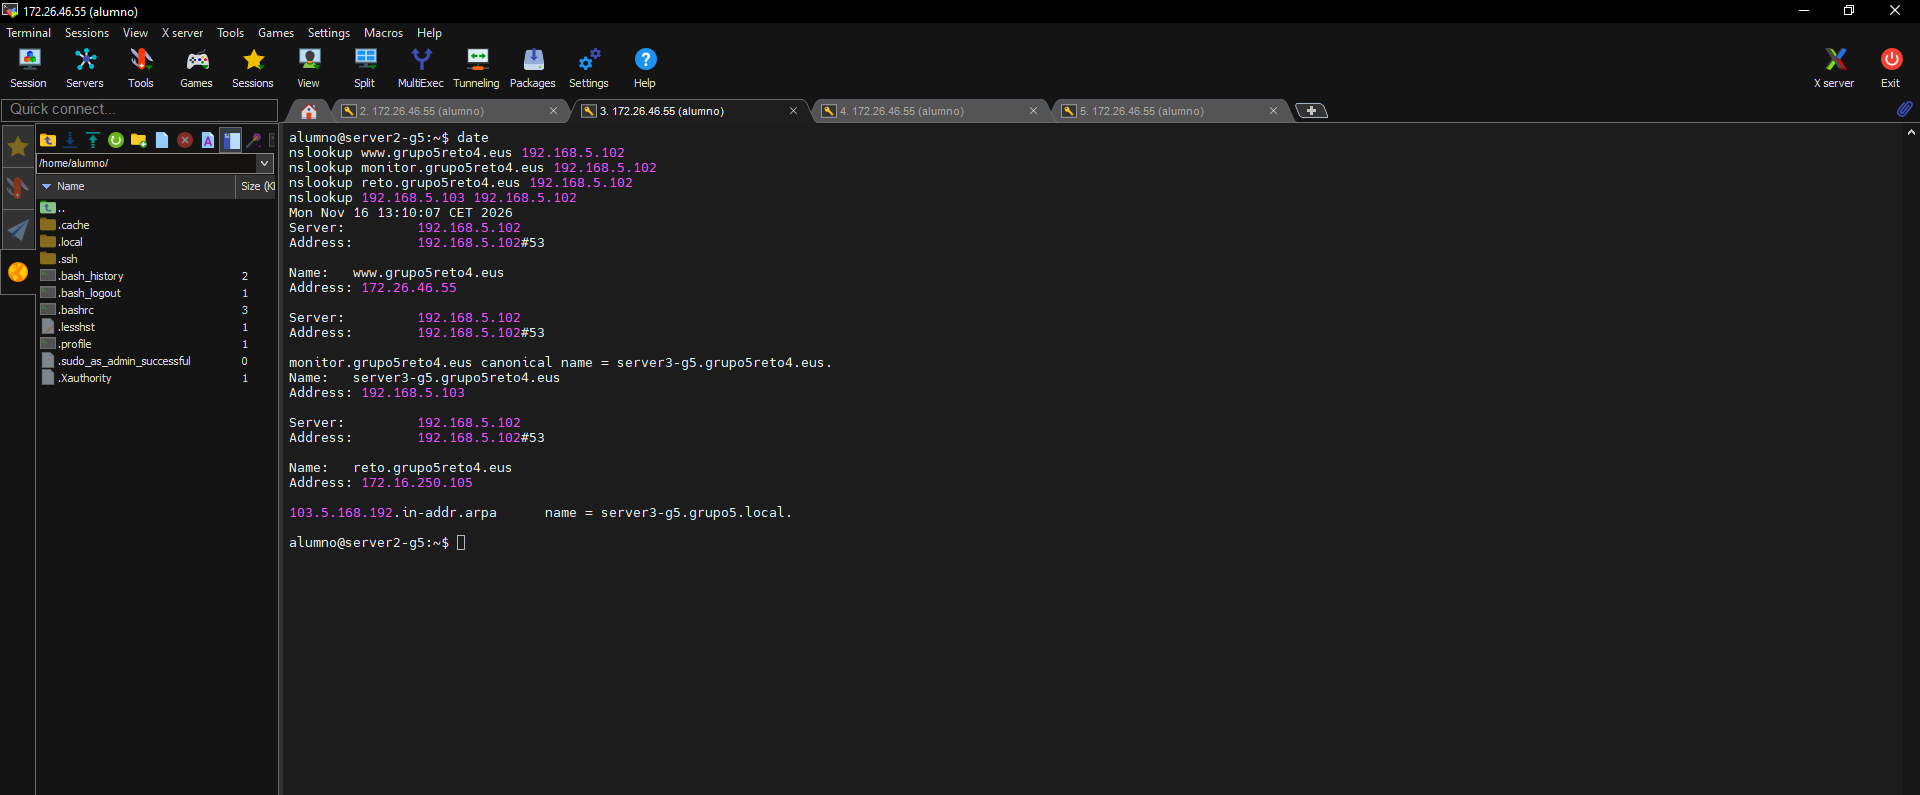 172.26.46.55 (alumno)
Terminal Sessions View X server Tools Games Settings Macros Help
Session Servers Tools Games Sessions View Split MultiExec Tunneling Packages Settings Help X server Exit
Quick connect...
2. 172.26.46.55 (alumno) 3. 172.26.46.55 (alumno) 4. 172.26.46.55 (alumno) 5. 172.26.46.55 (alumno)
/home/alumno/
Name Size (K
..
.cache
.local
.ssh
.bash_history 2
.bash_logout 1
.bashrc 3
.lesshst 1
.profile 1
.sudo_as_admin_successful 0
.Xauthority 1
alumno@server2-g5:~$ date
nslookup www.grupo5reto4.eus 192.168.5.102
nslookup monitor.grupo5reto4.eus 192.168.5.102
nslookup reto.grupo5reto4.eus 192.168.5.102
nslookup 192.168.5.103 192.168.5.102
Mon Nov 16 13:10:07 CET 2026
Server: 192.168.5.102
Address: 192.168.5.102#53
Name: www.grupo5reto4.eus
Address: 172.26.46.55
Server: 192.168.5.102
Address: 192.168.5.102#53
monitor.grupo5reto4.eus canonical name = server3-g5.grupo5reto4.eus.
Name: server3-g5.grupo5reto4.eus
Address: 192.168.5.103
Server: 192.168.5.102
Address: 192.168.5.102#53
Name: reto.grupo5reto4.eus
Address: 172.16.250.105
103.5.168.192.in-addr.arpa name = server3-g5.grupo5.local.
alumno@server2-g5:~$